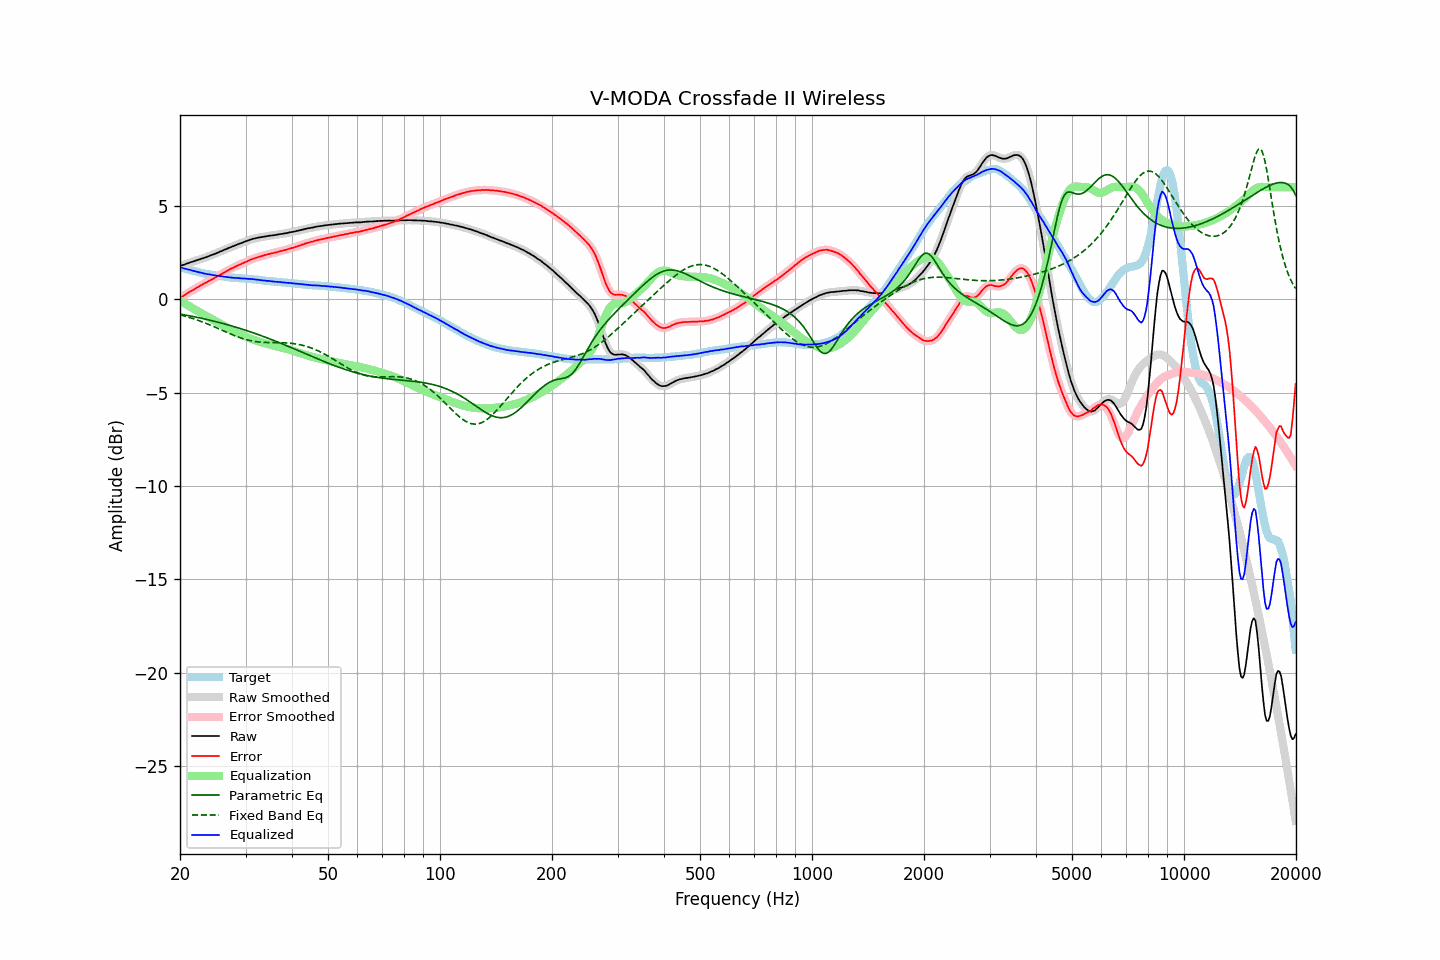 V-MODA Crossfade II Wireless
Amplitude (dBr)
5
0
−5
−10
−15
−20
−25
Target
Raw Smoothed
Error Smoothed
Raw
Error
Equalization
Parametric Eq
Fixed Band Eq
Equalized
20 50 100 200 500 1000 2000 5000 10000 20000
Frequency (Hz)